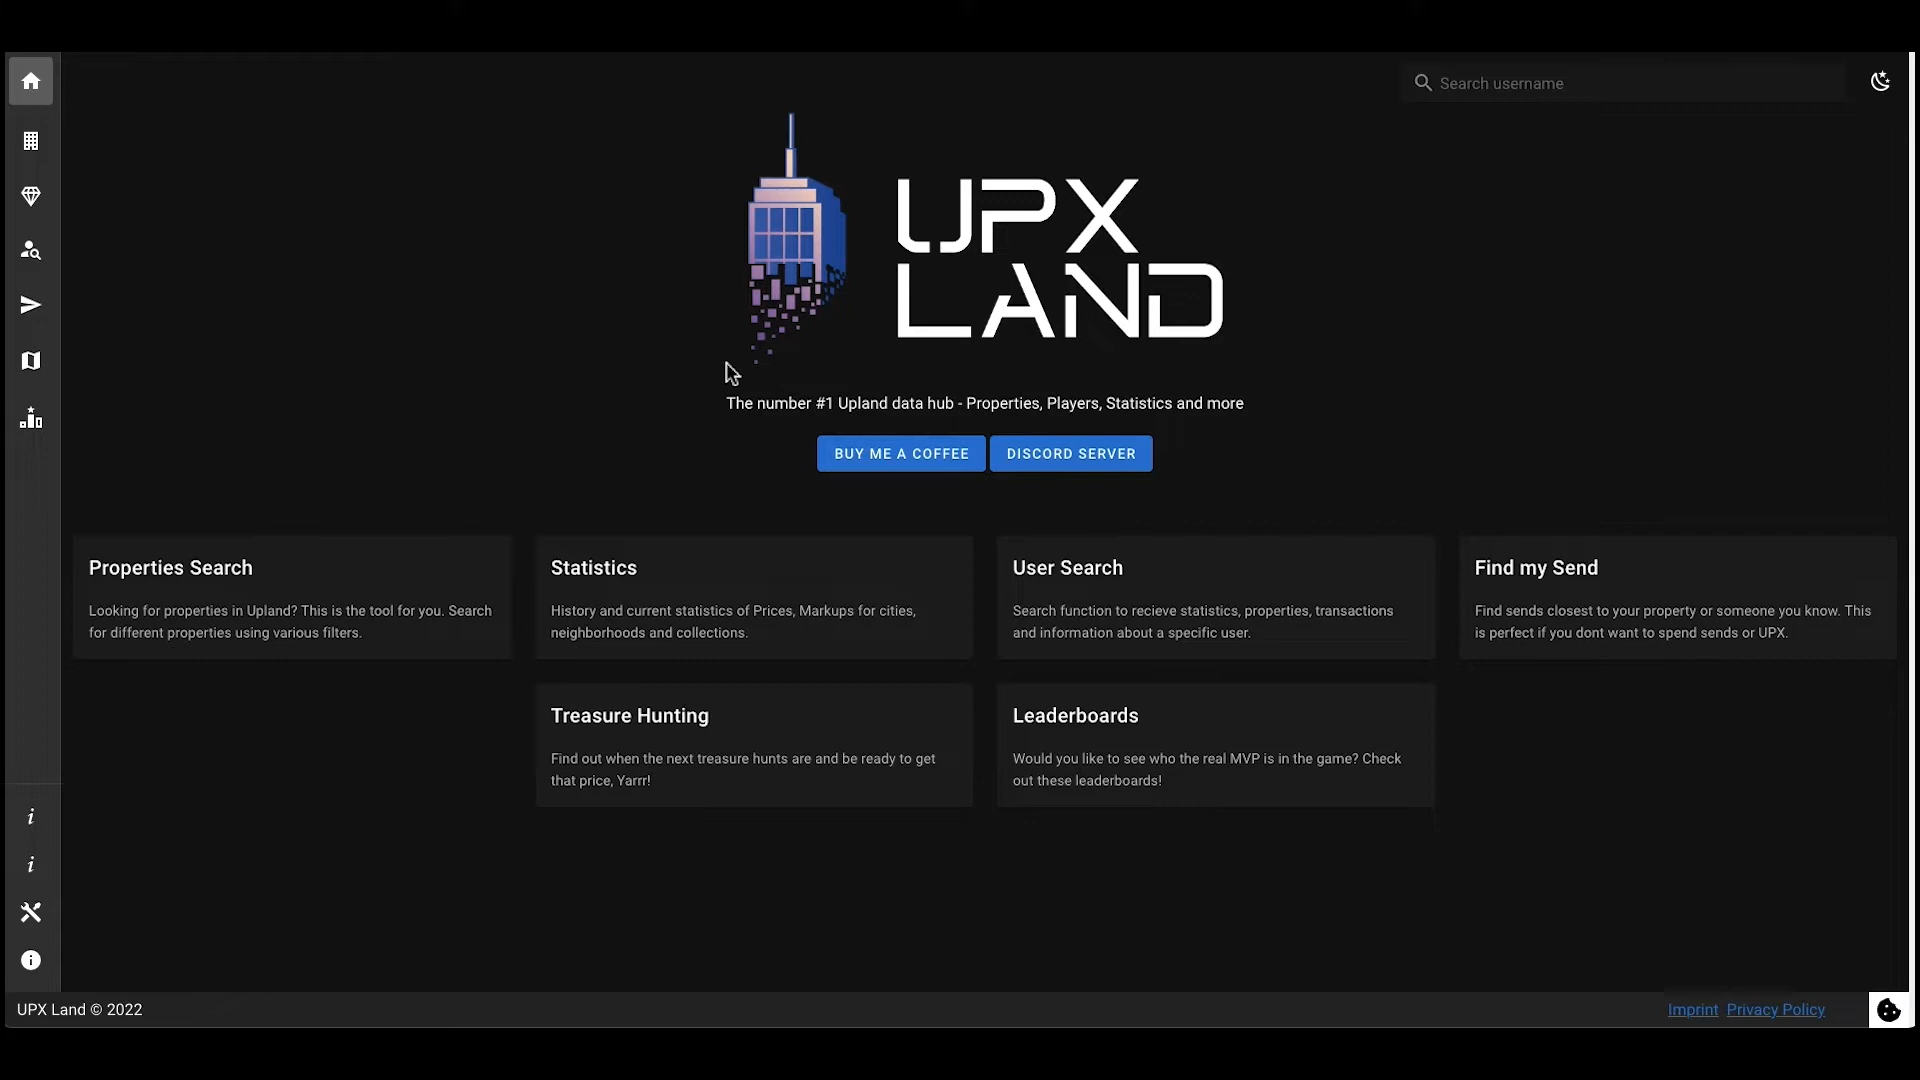 Search username
UPX
LAND
The number #1 Upland data hub - Properties, Players, Statistics and more
BUY ME A COFFEE
DISCORD SERVER
Properties Search
Looking for properties in Upland? This is the tool for you. Search
for different properties using various filters.
Statistics
History and current statistics of Prices, Markups for cities,
neighborhoods and collections.
User Search
Search function to recieve statistics, properties, transactions
and information about a specific user.
Find my Send
Find sends closest to your property or someone you know. This
is perfect if you dont want to spend sends or UPX.
Treasure Hunting
Find out when the next treasure hunts are and be ready to get
that price, Yarrr!
Leaderboards
Would you like to see who the real MVP is in the game? Check
out these leaderboards!
UPX Land © 2022
Imprint Privacy Policy